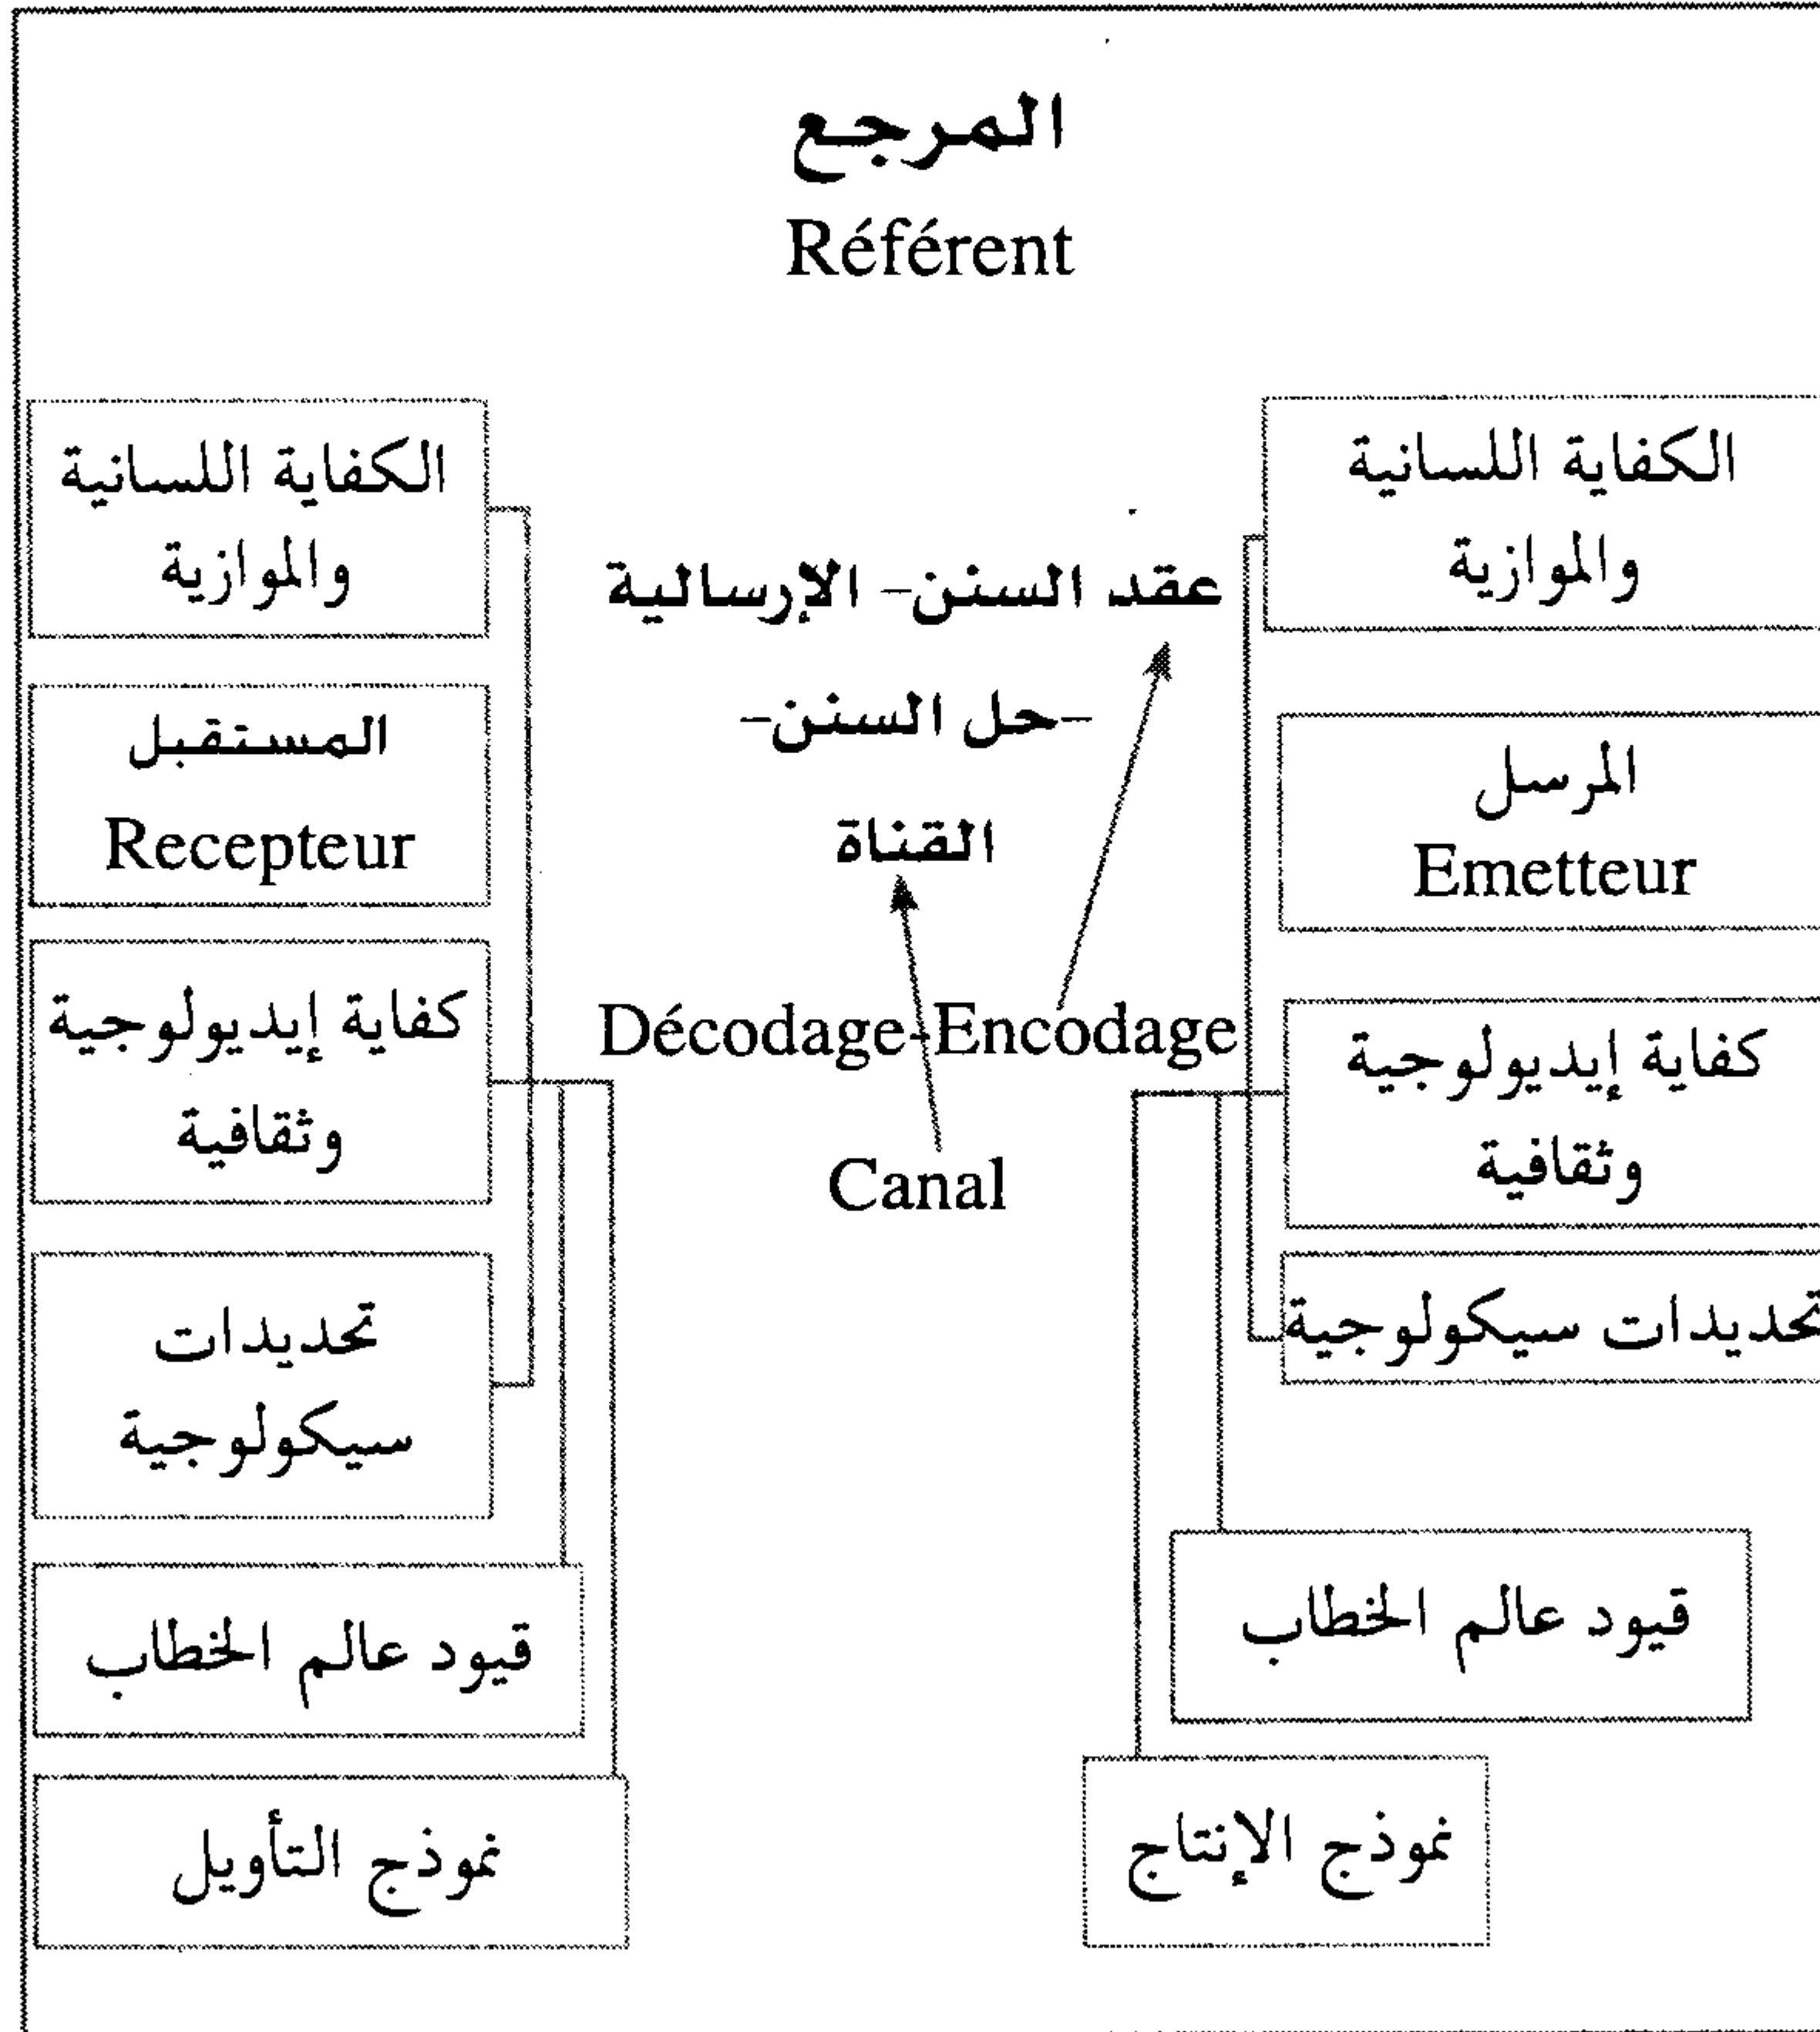 المرجع
Référent
الكفاية اللسانية
والموازية
المرسل
Emetteur
كفاية إيديولوجية
وثقافية
تحديدات سيكولوجية
قيود عالم الخطاب
نموذج الإنتاج
عقد السنن- الإرسالية
-حل السنن-
القناة
Décodage-Encodage
Canal
الكفاية اللسانية
والموازية
المستقبل
Recepteur
كفاية إيديولوجية
وثقافية
تحديدات
سيكولوجية
قيود عالم الخطاب
نموذج التأويل